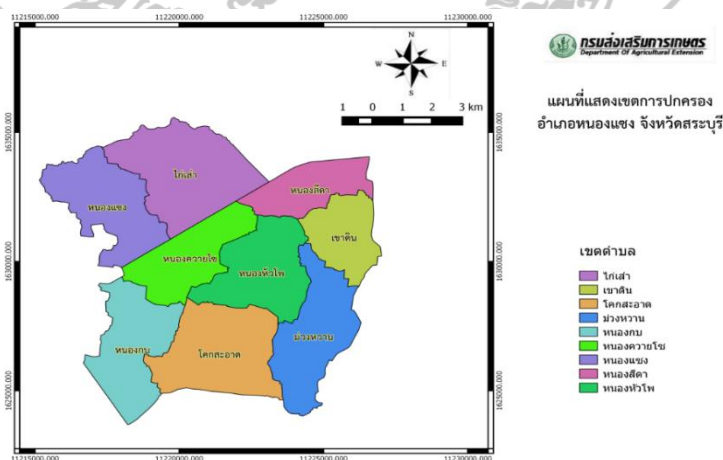 11215000.000 11220000.000 11225000.000 11230000.000
N
W E
S
1 0 1 2 3 km
กรมส่งเสริมการเกษตร
Department Of Agricultural Extension
แผนที่แสดงเขตการปกครอง
อำเภอหนองแซง จังหวัดสระบุรี
1635000.000 1635000.000
ไก่เส่า
หนองสีดา
หนองแซง
เขาดิน
1630000.000 1630000.000
หนองควายโซ
หนองหัวโพ
ม่วงหวาน
หนองกบ
โคกสะอาด
1625000.000 1625000.000
11215000.000 11220000.000 11225000.000 11230000.000
เขตตำบล
ไก่เส่า
เขาดิน
โคกสะอาด
ม่วงหวาน
หนองกบ
หนองควายโซ
หนองแซง
หนองสีดา
หนองหัวโพ